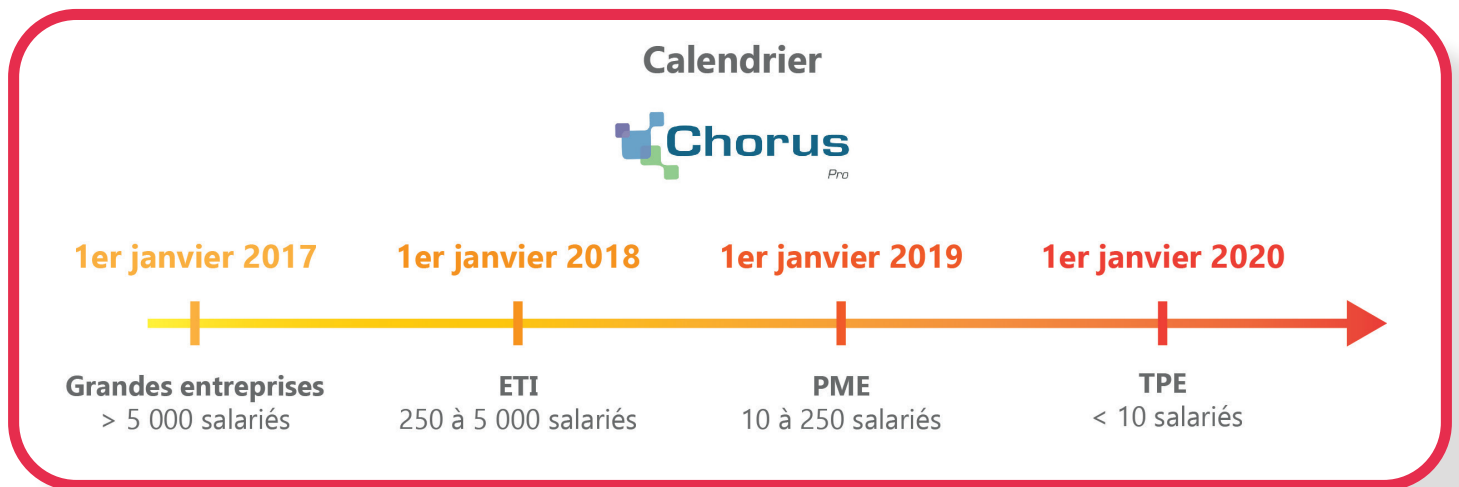 Calendrier
Chorus
Pro
1er janvier 2017
1er janvier 2018
1er janvier 2019
1er janvier 2020
Grandes entreprises
> 5 000 salariés
ETI
250 à 5 000 salariés
PME
10 à 250 salariés
TPE
< 10 salariés